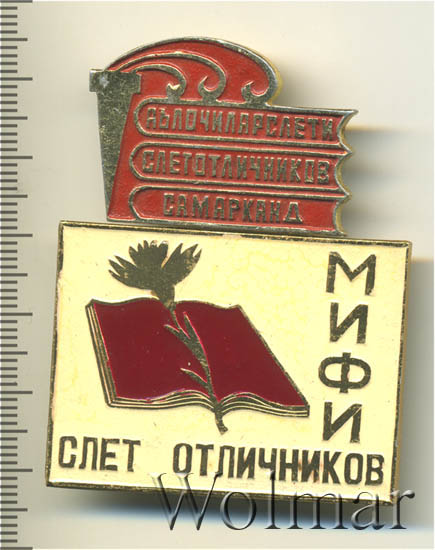 АЪЛОЧИЛАРСЛЕТИ
СЛЕТОТЛИЧНИКОВ
САМАРКАНД
МИФИ
СЛЕТ ОТЛИЧНИКОВ
Wolmar